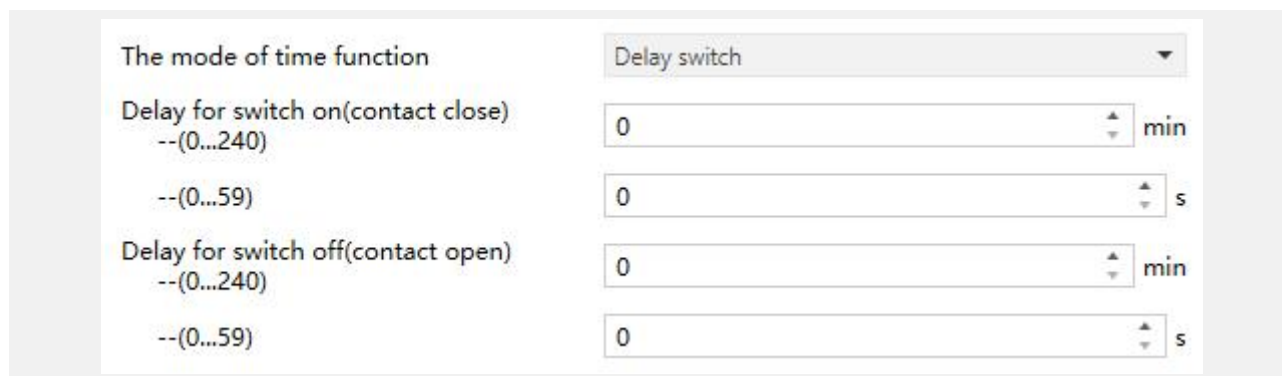 The mode of time function Delay switch
Delay for switch on(contact close)
--(0...240) 0 min
--(0...59) 0 s
Delay for switch off(contact open)
--(0...240) 0 min
--(0...59) 0 s